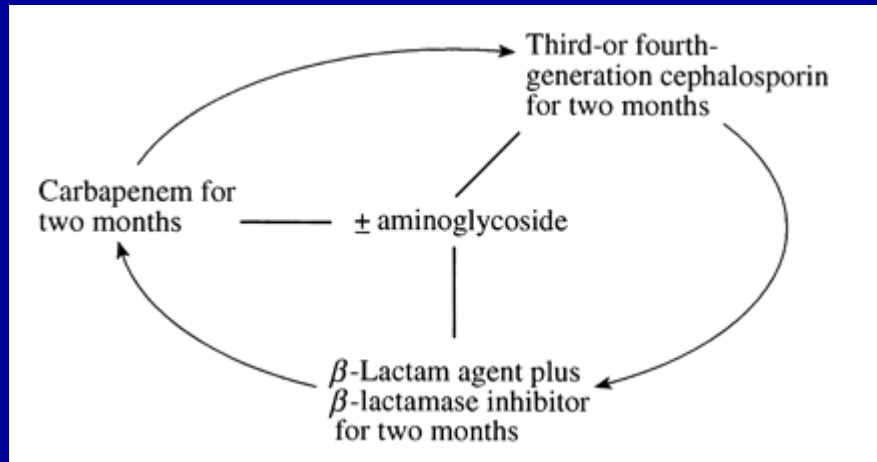 Third-or fourth-
generation cephalosporin
for two months
Carbapenem for
two months
± aminoglycoside
β-Lactam agent plus
β-lactamase inhibitor
for two months